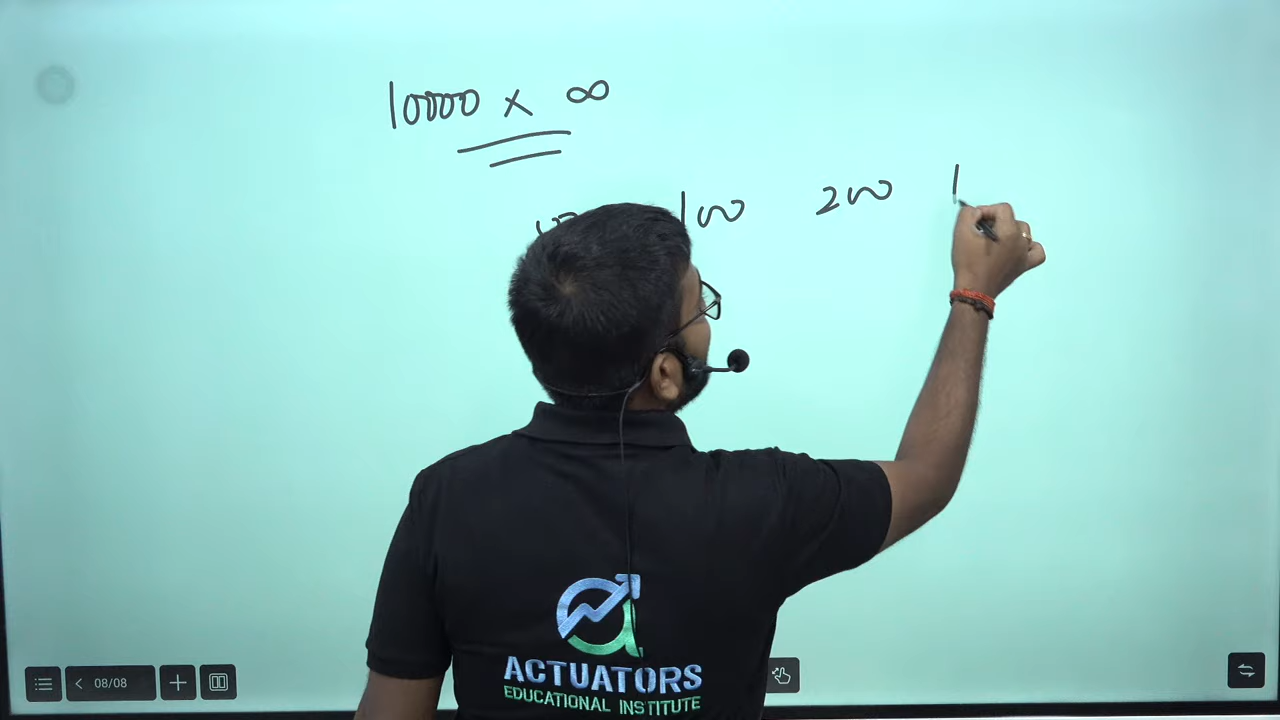 10000 × ∞
100 200 1
ACTUATORS
EDUCATIONAL INSTITUTE
08/08